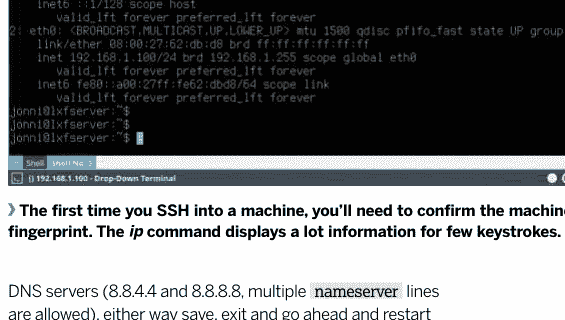 inet6 ::1/128 scope host
valid_lft forever preferred_lft forever
2: eth0: <BROADCAST,MULTICAST,UP,LOWER_UP> mtu 1500 qdisc pfifo_fast state UP group
link/ether 08:00:27:62:db:d8 brd ff:ff:ff:ff:ff:ff
inet 192.168.1.100/24 brd 192.168.1.255 scope global eth0
valid_lft forever preferred_lft forever
inet6 fe80::a00:27ff:fe62:dbd8/64 scope link
valid_lft forever preferred_lft forever
jonni@lxfserver:~$
jonni@lxfserver:~$
jonni@lxfserver:~$
Shell Shell No. 3
192.168.1.100 - Drop-Down Terminal
The first time you SSH into a machine, you’ll need to confirm the machin
fingerprint. The ip command displays a lot information for few keystrokes.
DNS servers (8.8.4.4 and 8.8.8.8, multiple nameserver lines
are allowed), either way save, exit and go ahead and restart